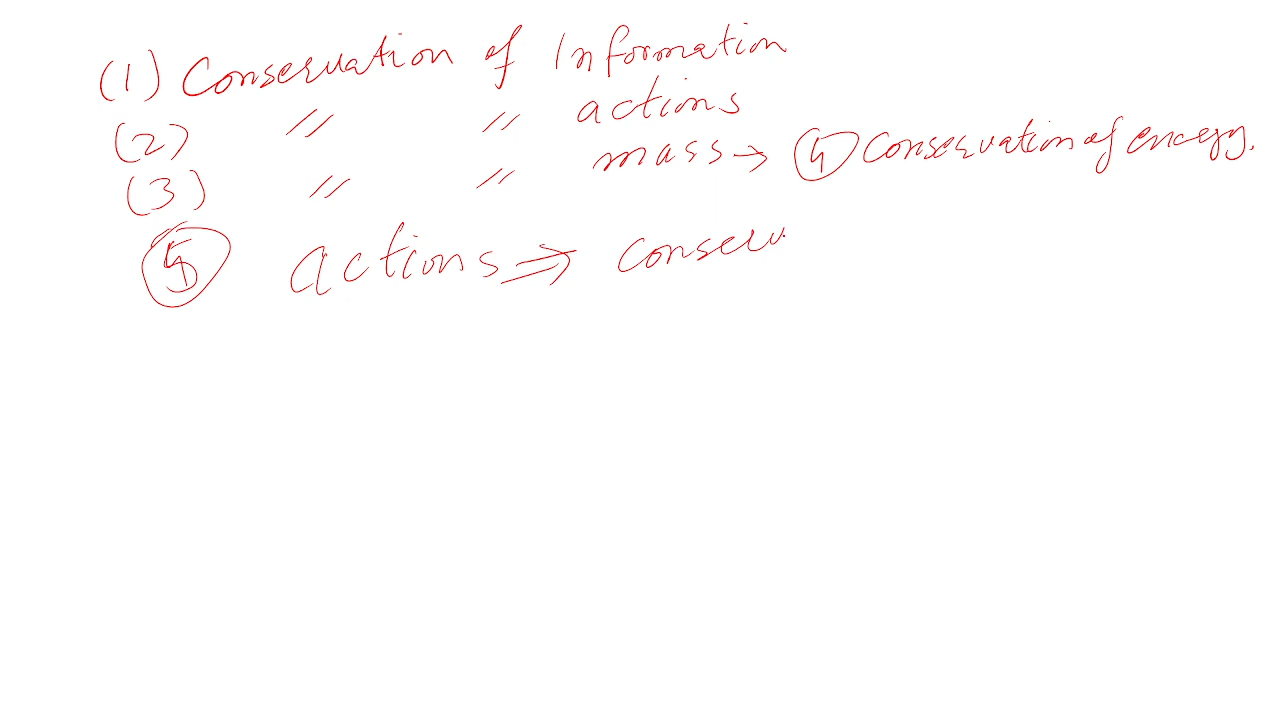 (1) Conservation of Information
(2) " " actions
(3) " " mass → (4) Conservation of energy.
(5) actions ⇒ conserv